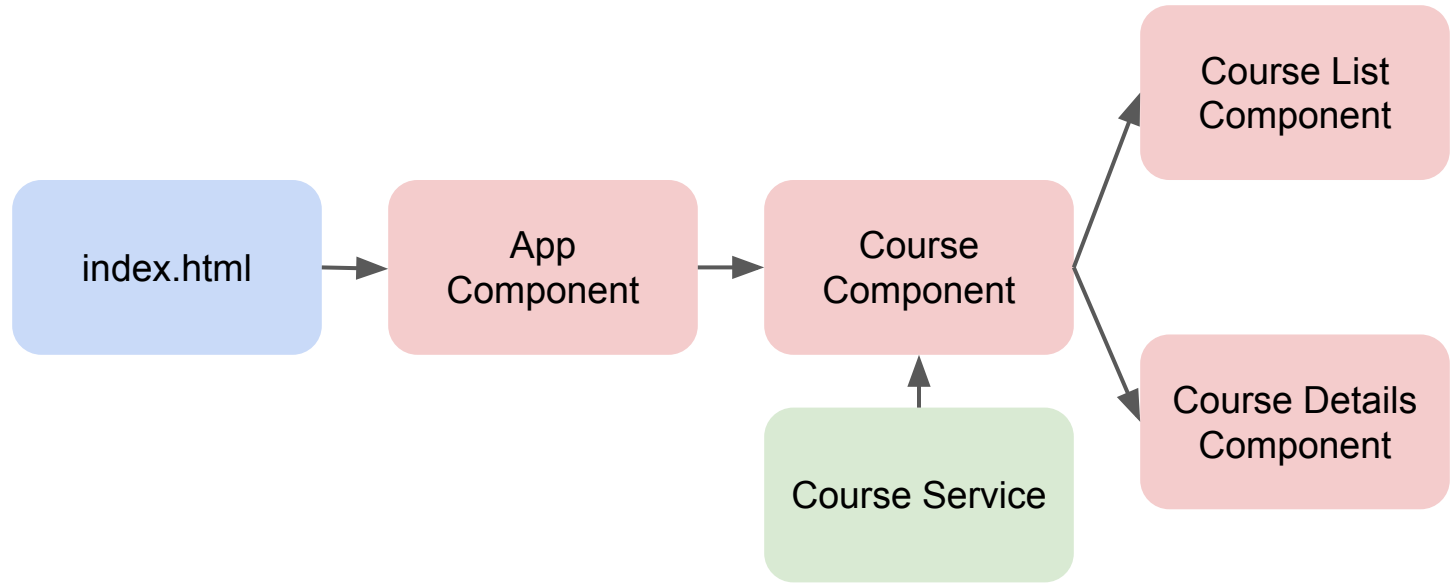 index.html
App
Component
Course
Component
Course List
Component
Course Details
Component
Course Service